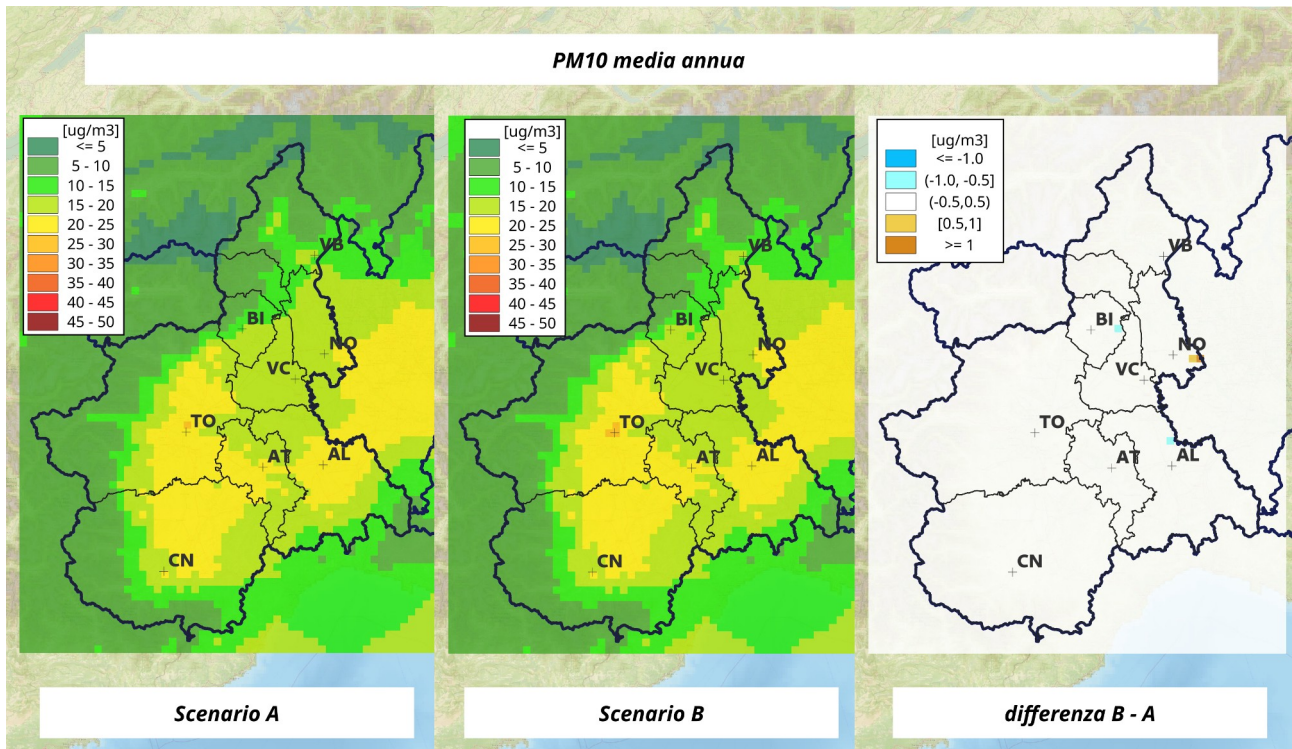 PM10 media annua
[ug/m3]
<= 5
5 - 10
10 - 15
15 - 20
20 - 25
25 - 30
30 - 35
35 - 40
40 - 45
45 - 50
VB
BI
NO
VC
TO
AT
AL
CN
Scenario A
[ug/m3]
<= 5
5 - 10
10 - 15
15 - 20
20 - 25
25 - 30
30 - 35
35 - 40
40 - 45
45 - 50
VB
BI
NO
VC
TO
AT
AL
CN
Scenario B
[ug/m3]
<= -1.0
(-1.0, -0.5]
(-0.5,0.5)
[0.5,1]
>= 1
VB
BI
NO
VC
TO
AT
AL
CN
differenza B - A